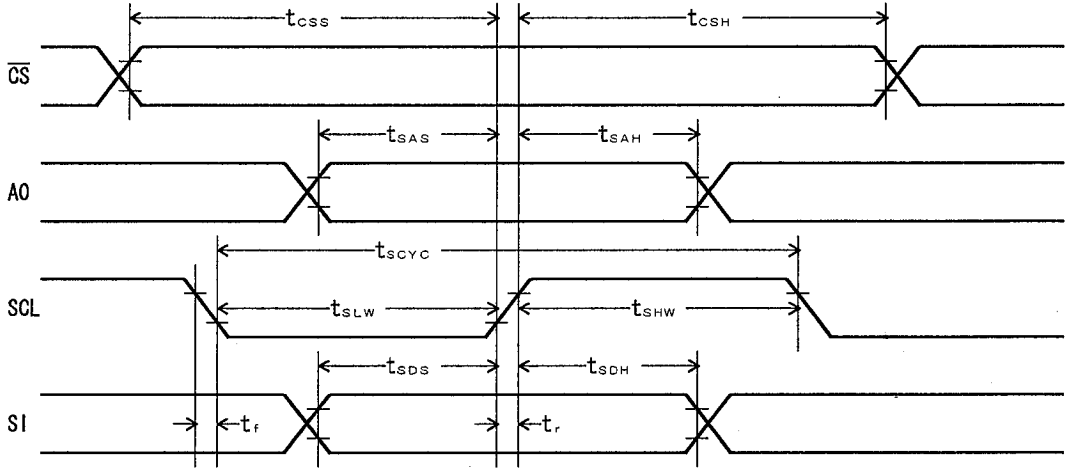 tCSS tCSH
CS
tSAS tSAH
A0
tSCYC
SCL
tSLW tSHW
tSDS tSDH
SI
tf tr